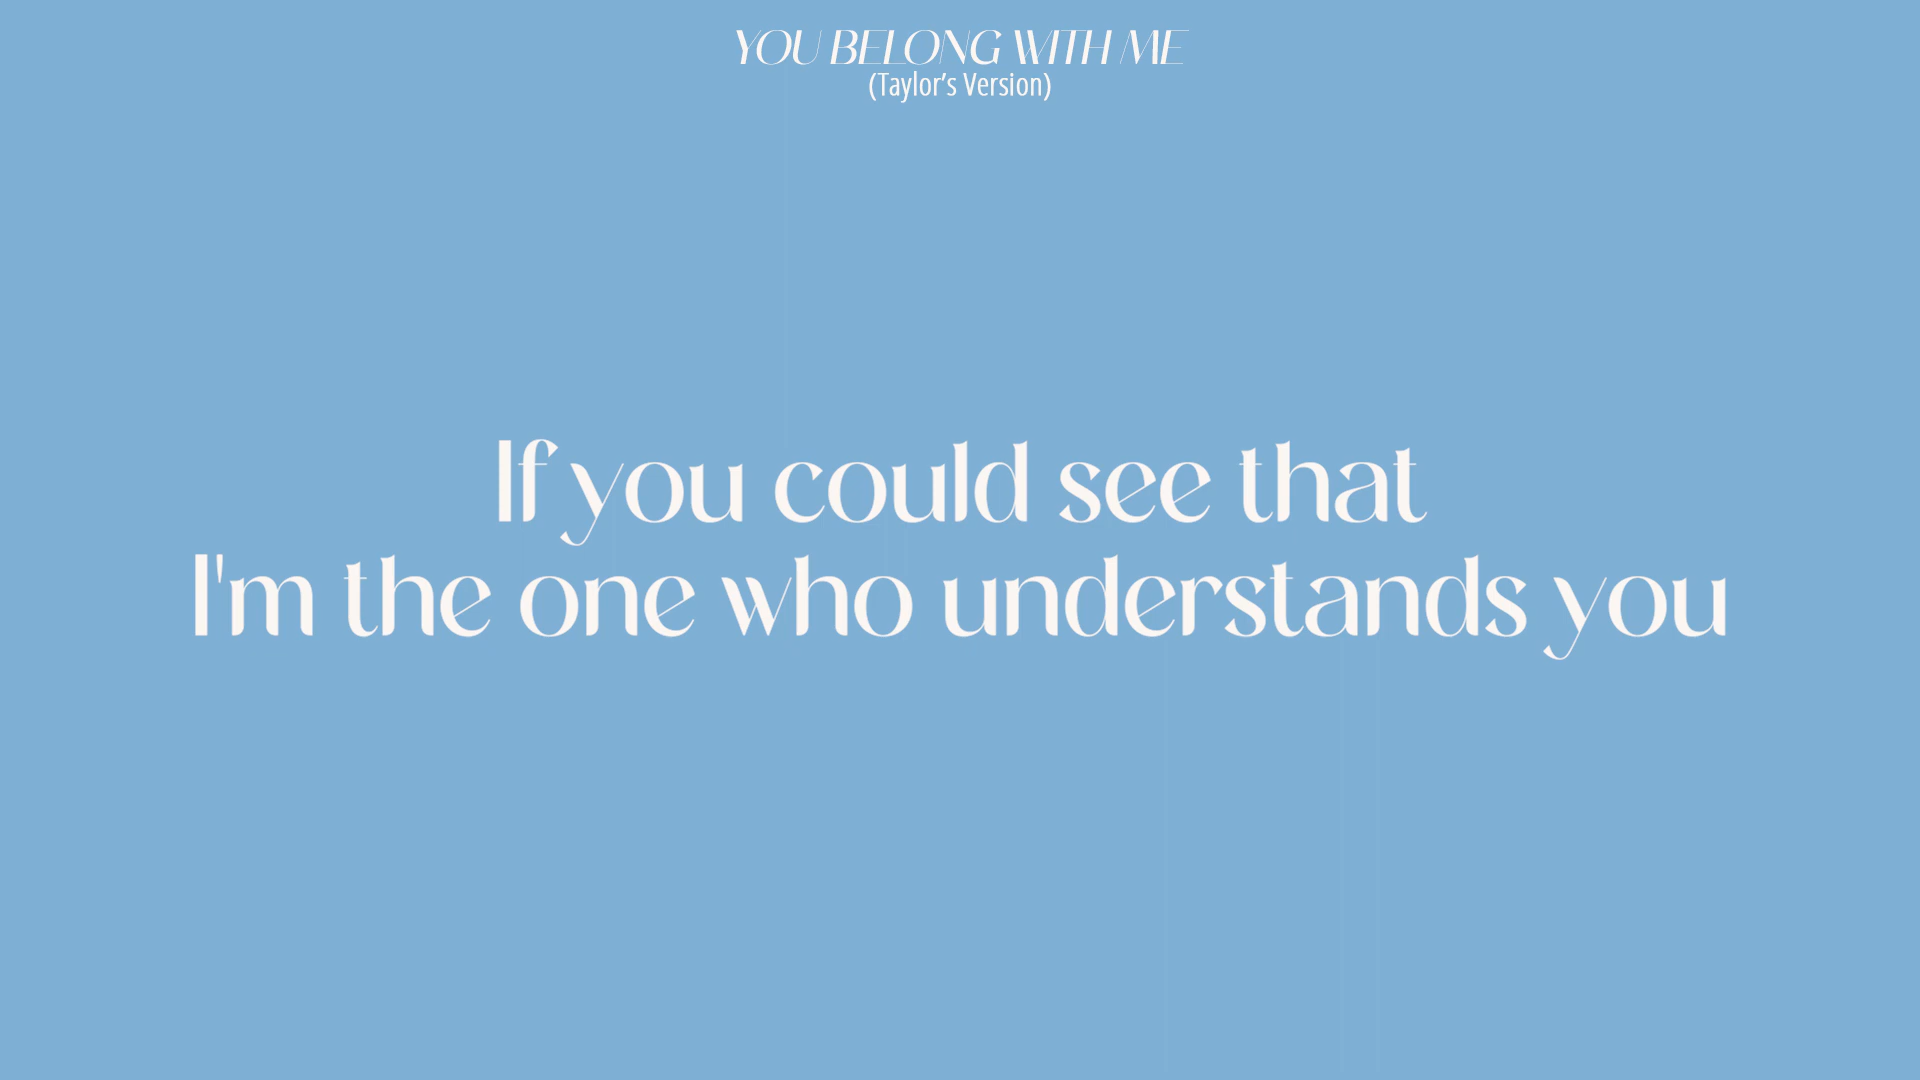 YOU BELONG WITH ME
(Taylor’s Version)
If you could see that
I'm the one who understands you